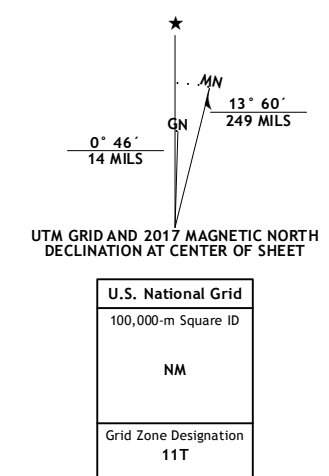 ★
MN
GN
13° 60´
249 MILS
0° 46´
14 MILS
UTM GRID AND 2017 MAGNETIC NORTH
DECLINATION AT CENTER OF SHEET
U.S. National Grid
100,000-m Square ID
NM
Grid Zone Designation
11T